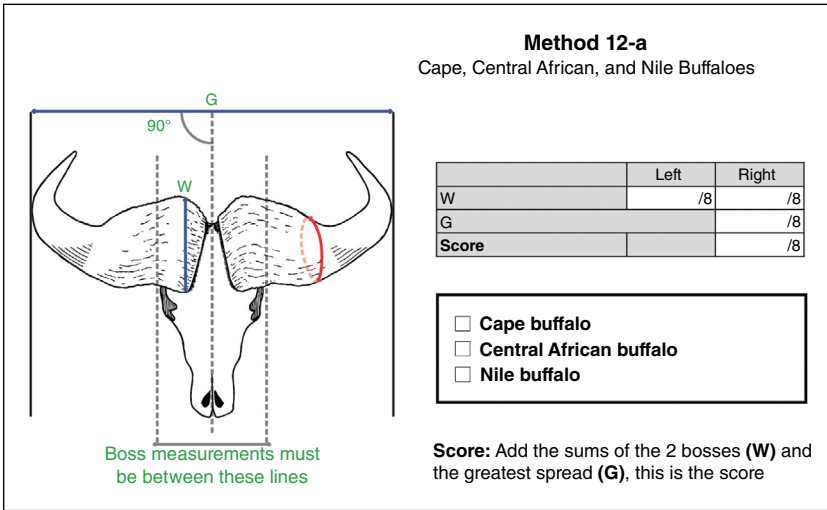 Method 12-a
Cape, Central African, and Nile Buffaloes
G
90°
W
Left Right
W /8 /8
G /8
Score /8
☐ Cape buffalo
☐ Central African buffalo
☐ Nile buffalo
Boss measurements must
be between these lines
Score: Add the sums of the 2 bosses (W) and
the greatest spread (G), this is the score